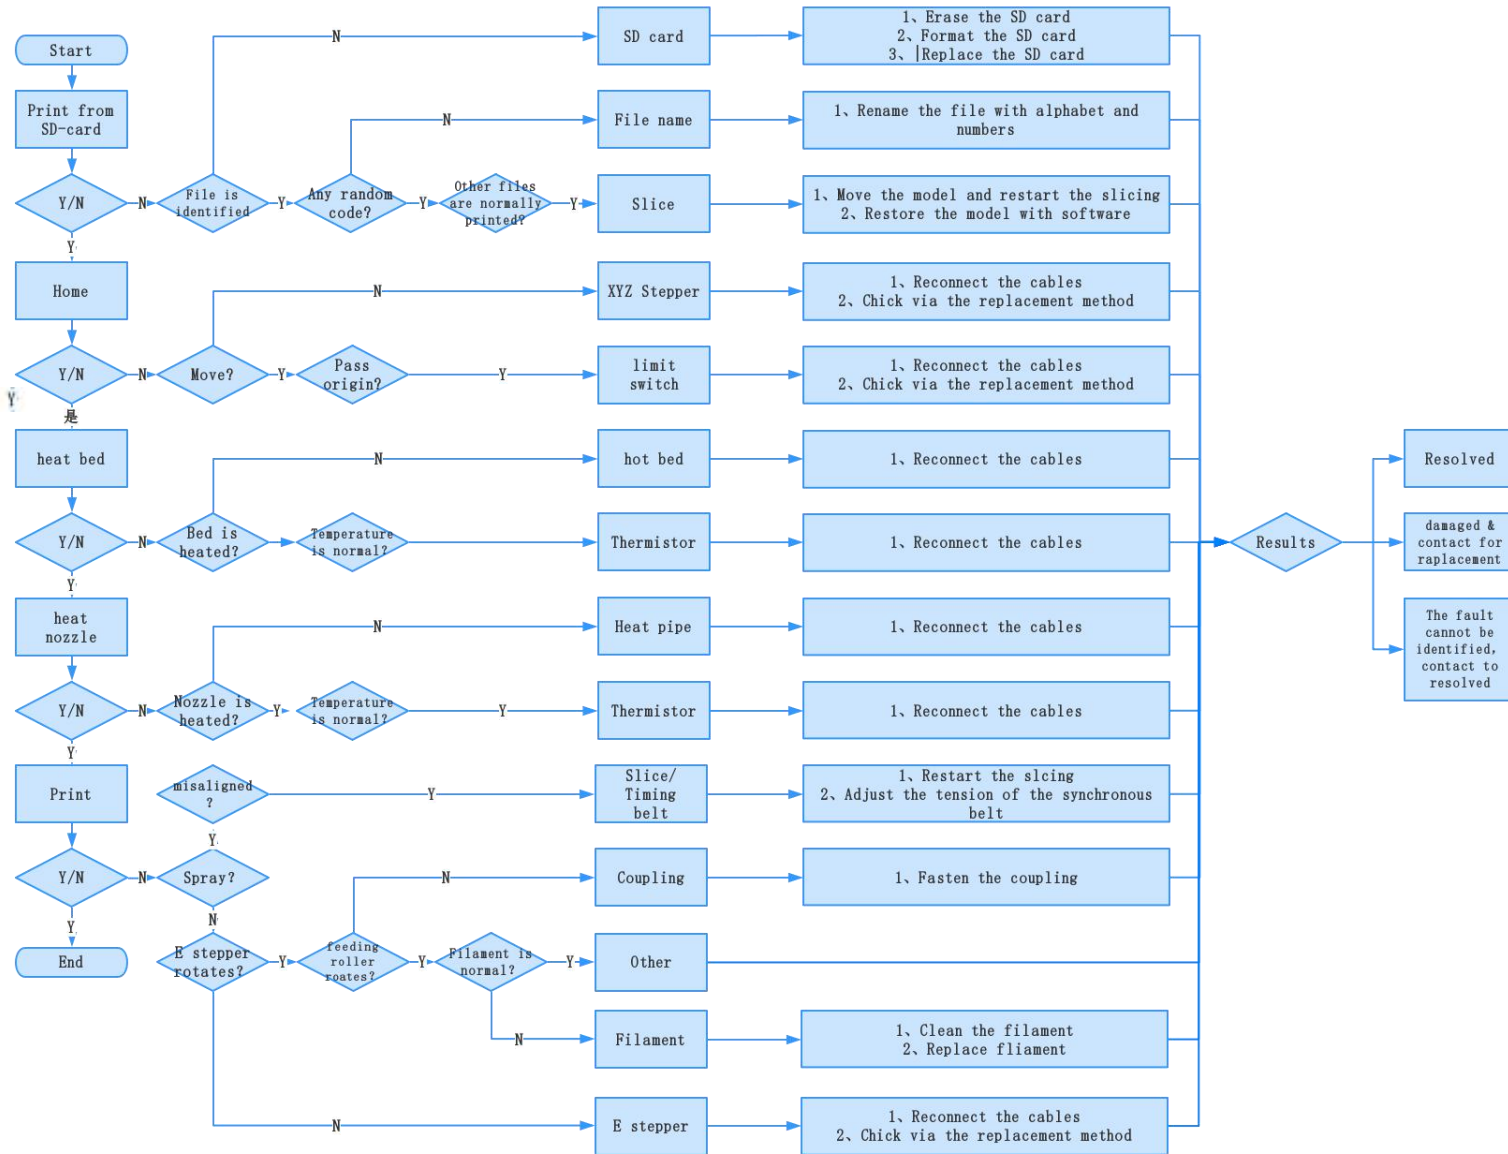 Start
N
SD card
1、Erase the SD card
2、Format the SD card
3、|Replace the SD card
Print from
SD-card
N
File name
1、Rename the file with alphabet and
numbers
Y/N
N
File is
identified
Y
Any random
code?
Y
Other files
are normally
printed?
Y
Slice
1、Move the model and restart the slicing
2、Restore the model with software
Y
Home
N
XYZ Stepper
1、Reconnect the cables
2、Chick via the replacement method
Y/N
N
Move?
Y
Pass
origin?
Y
limit
switch
1、Reconnect the cables
2、Chick via the replacement method
Y
是
heat bed
N
hot bed
1、Reconnect the cables
Resolved
Y/N
N
Bed is
heated?
Temperature
is normal?
Thermistor
1、Reconnect the cables
Results
damaged &
contact for
raplacement
Y
heat
nozzle
N
Heat pipe
1、Reconnect the cables
The fault
cannot be
identified,
contact to
resolved
Y/N
N
Nozzle is
heated?
Y
Temperature
is normal?
Y
Thermistor
1、Reconnect the cables
Y
Print
misaligned
?
Y
Slice/
Timing
belt
1、Restart the slcing
2、Adjust the tension of the synchronous
belt
Y
Y/N
N
Spray?
N
Coupling
1、Fasten the coupling
Y
N
End
E stepper
rotates?
Y
feeding
roller
roates?
Y
Filament is
normal?
Y
Other
N
Filament
1、Clean the filament
2、Replace fliament
N
E stepper
1、Reconnect the cables
2、Chick via the replacement method